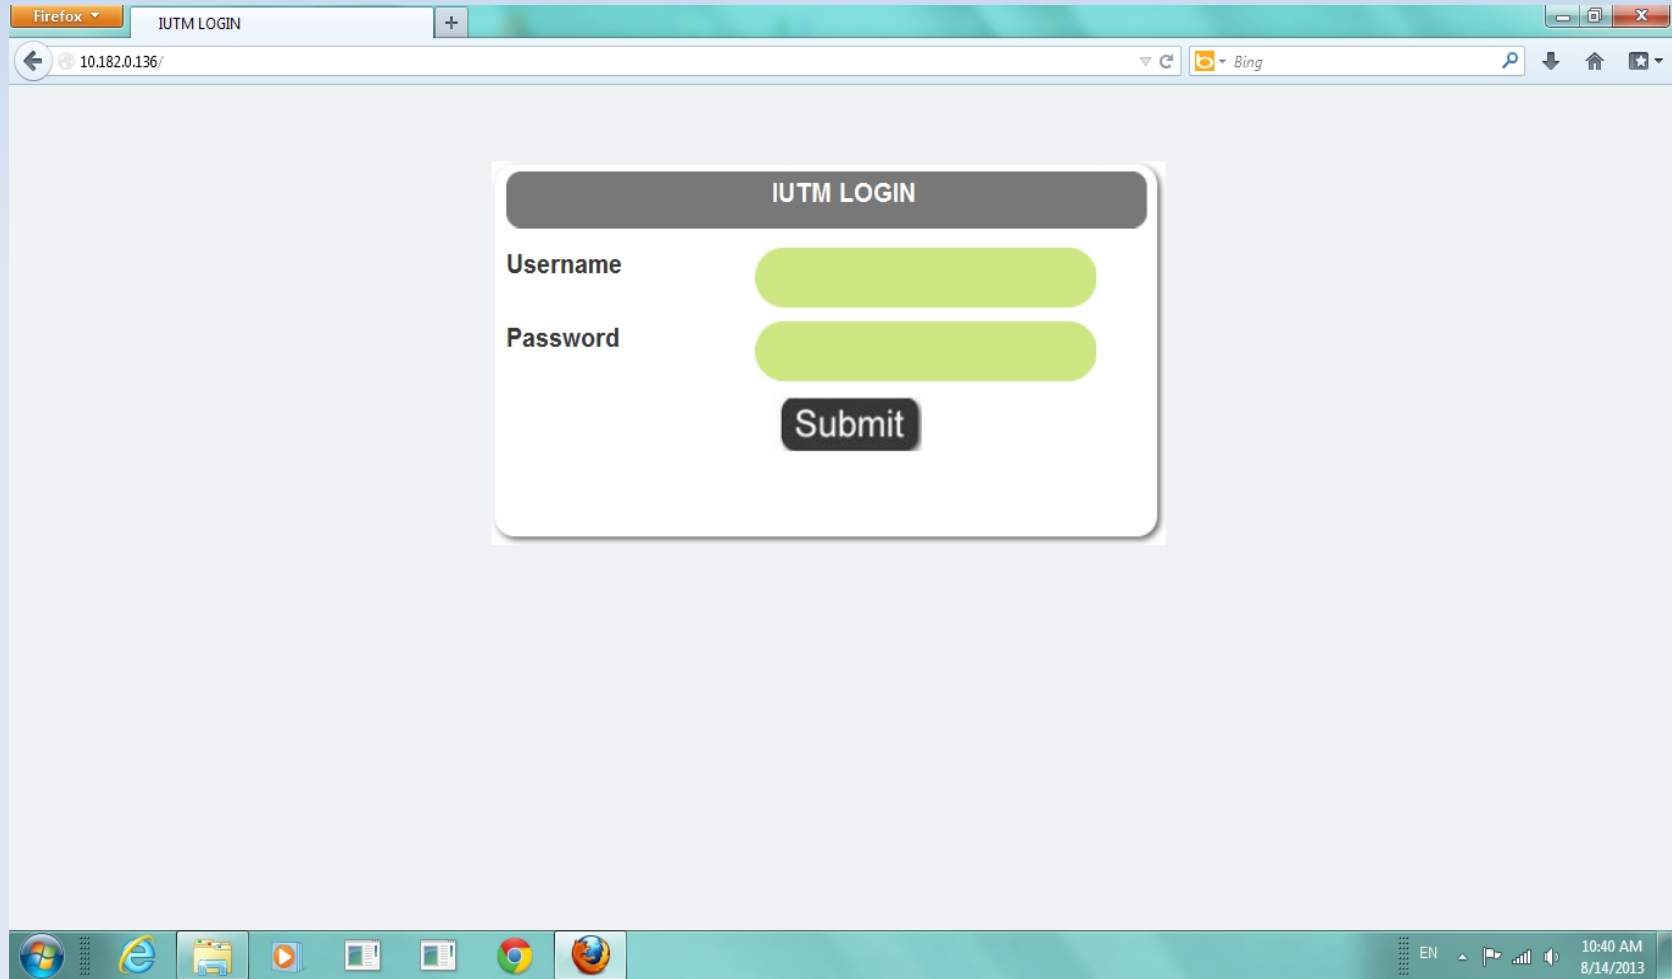 Firefox
IUTM LOGIN
10.182.0.136/
Bing
IUTM LOGIN
Username
Password
Submit
EN
10:40 AM
8/14/2013